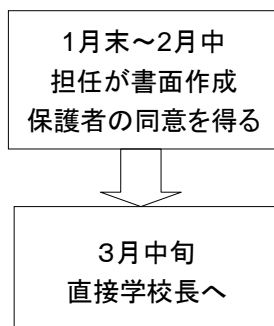 1月末～2月中
担任が書面作成
保護者の同意を得る
3月中旬
直接学校長へ